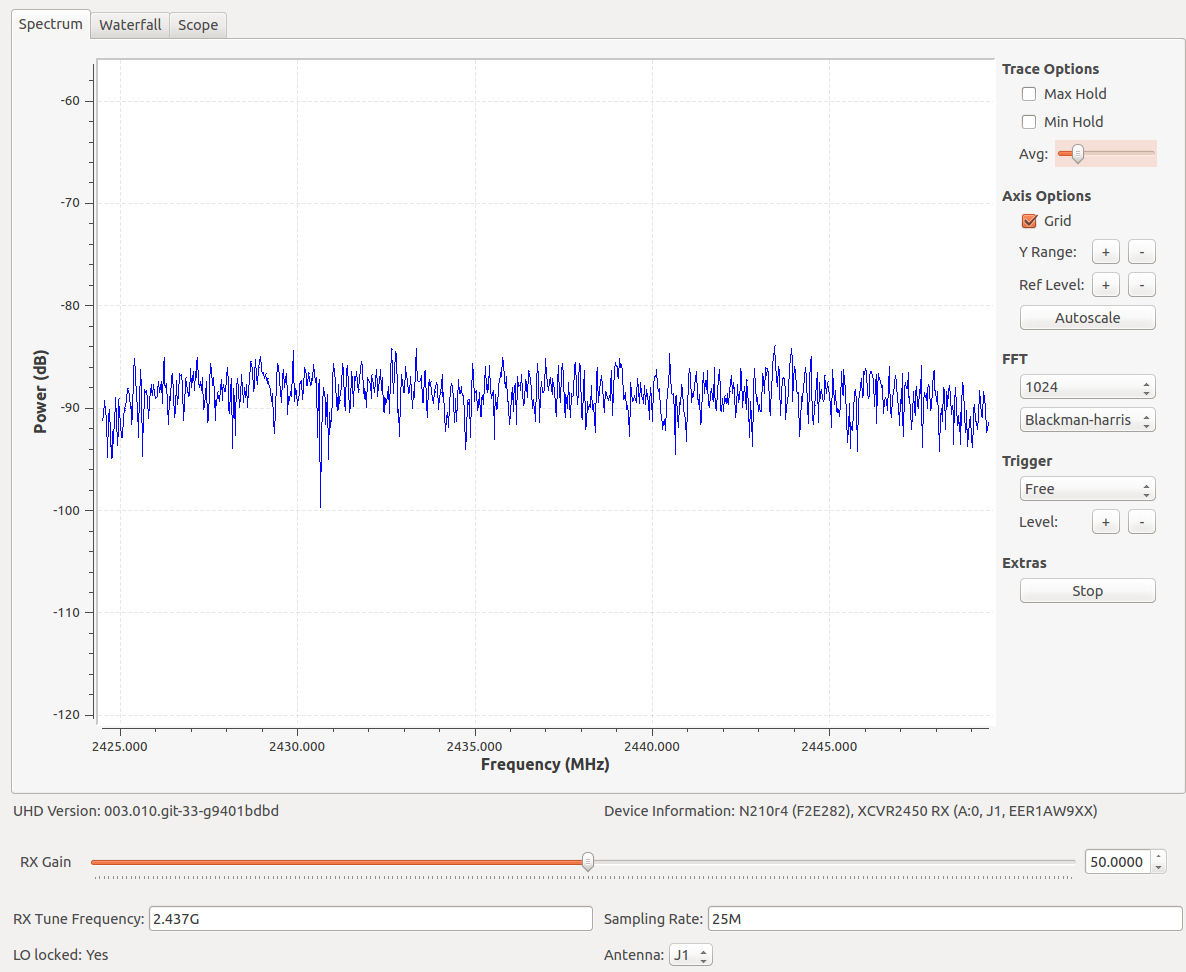 Spectrum Waterfall Scope
Trace Options
Max Hold
Min Hold
Avg:
Axis Options
Grid
Y Range: + -
Ref Level: + -
Autoscale
FFT
1024
Blackman-harris
Trigger
Free
Level: + -
Extras
Stop
Power (dB)
-60
-70
-80
-90
-100
-110
-120
2425.000 2430.000 2435.000 2440.000 2445.000
Frequency (MHz)
UHD Version: 003.010.git-33-g9401bdbd Device Information: N210r4 (F2E282), XCVR2450 RX (A:0, J1, EER1AW9XX)
RX Gain 50.0000
RX Tune Frequency: 2.437G Sampling Rate: 25M
LO locked: Yes Antenna: J1